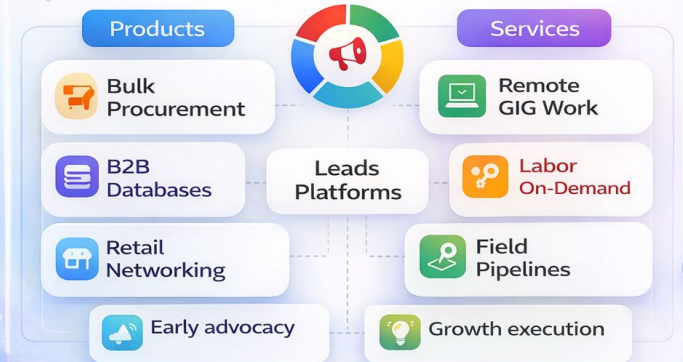 Products
Services
Bulk
Procurement
Remote
GIG Work
B2B
Databases
Leads
Platforms
Labor
On-Demand
Retail
Networking
Field
Pipelines
Early advocacy
Growth execution